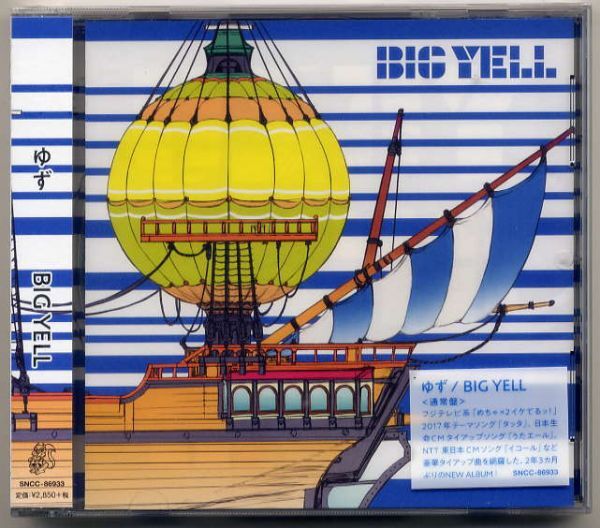 BIG YELL
ゆず
BIG YELL
SNCC-86933
定価:¥2,850+税
ゆず / BIG YELL
<通常盤>
フジテレビ系「めちゃ×2イケてるッ!」
2017年テーマソング「タッタ」、日本生
命CMタイアップソング「うたエール」、
NTT東日本CMソング「イコール」など
豪華タイアップ曲を網羅した、2年3カ月
ぶりのNEW ALBUM!
SNCC-86933